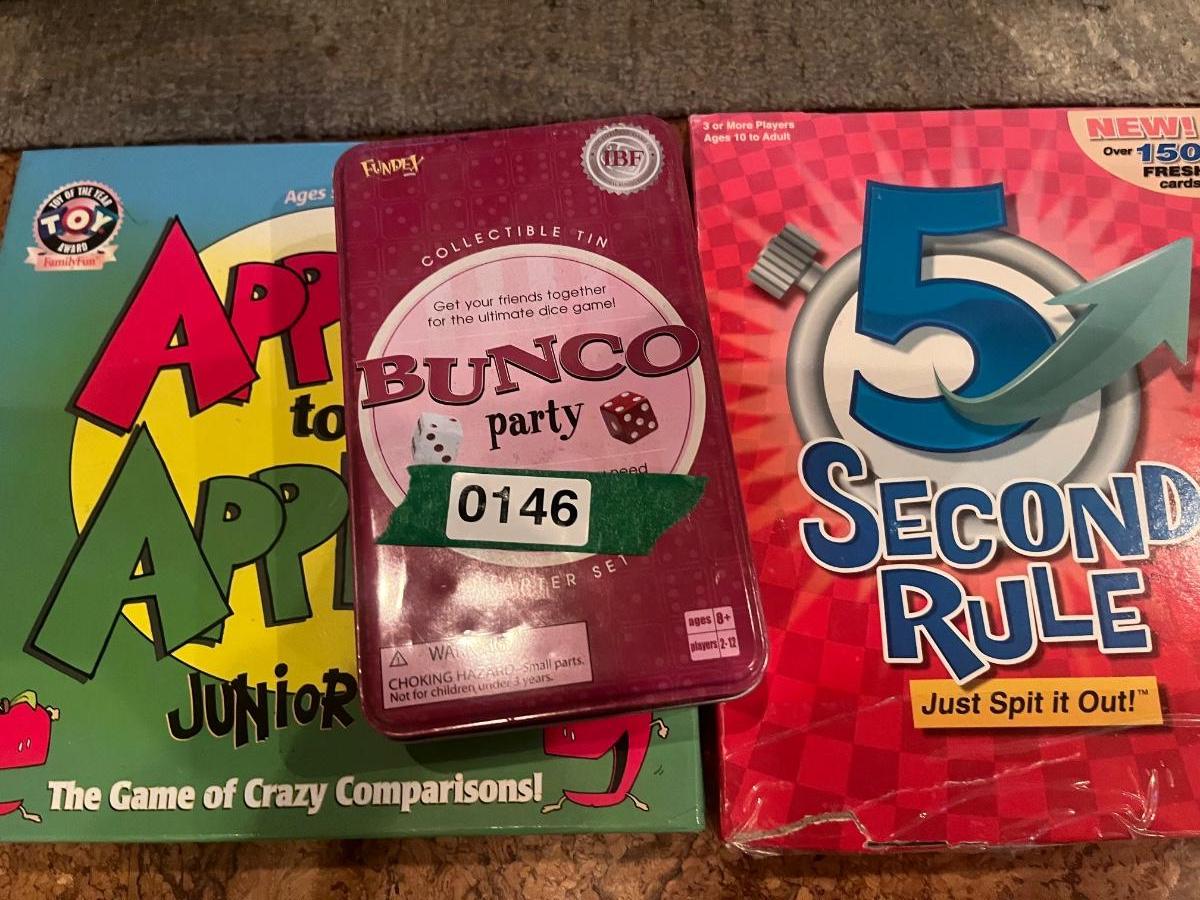 TOY OF THE YEAR
TOY
AWARD
FamilyFun
Ages
APP
to
APP
JUNIOR
The Game of Crazy Comparisons!
FUNDEX
IBF
COLLECTIBLE TIN
Get your friends together
for the ultimate dice game!
BUNCO
party
need
0146
ARTER SET
ages 8+
players 2-12
CHOKING HAZARD-Small parts.
Not for children under 3 years.
3 or More Players
Ages 10 to Adult
NEW!
Over 150
FRESH
cards
5
SECOND
RULE
Just Spit it Out!™